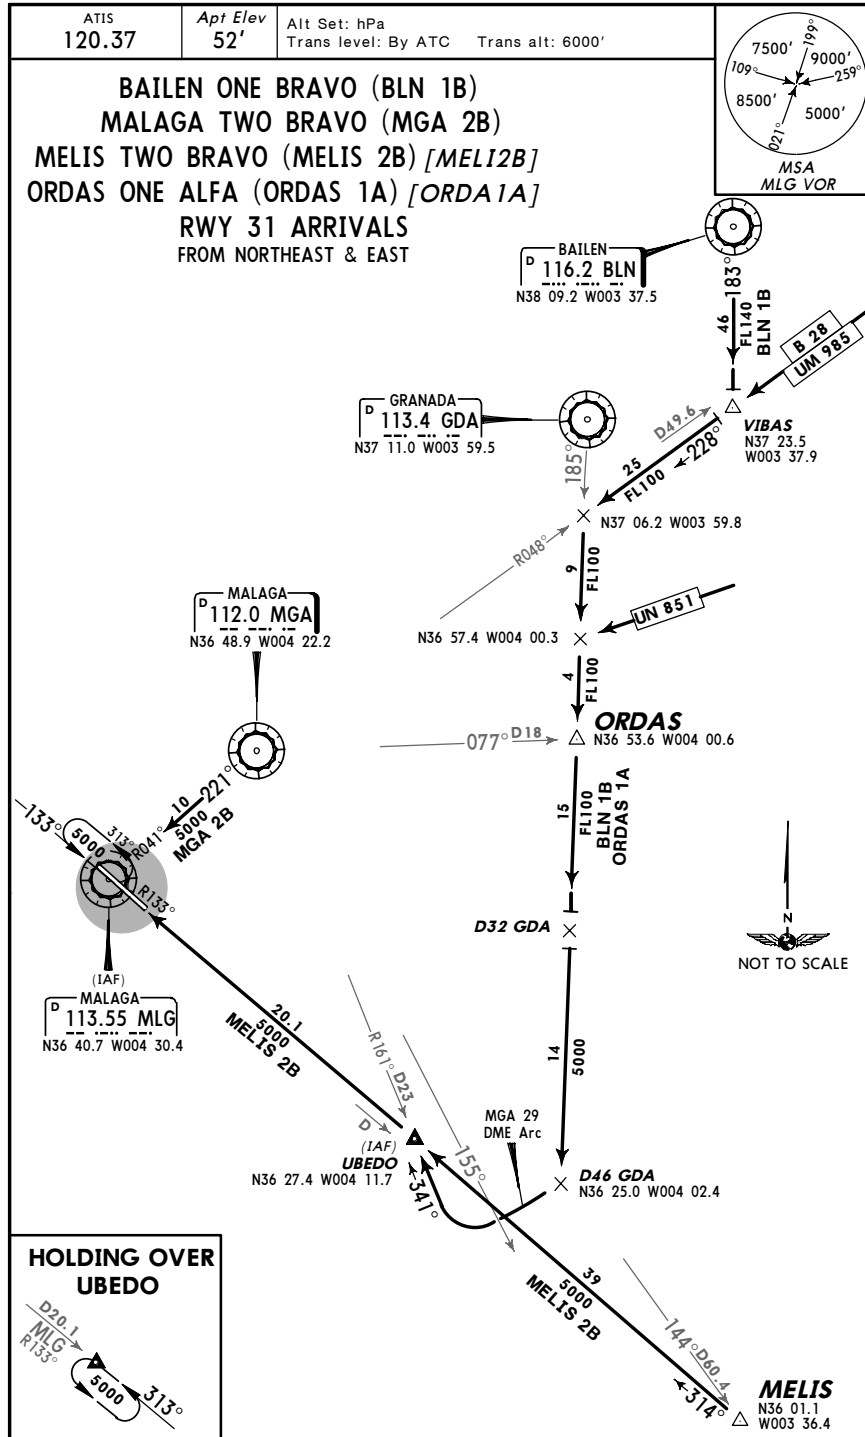 ATIS
120.37
Apt Elev
52'
Alt Set: hPa
Trans level: By ATC Trans alt: 6000'
7500'
199°
9000'
109°
259°
8500'
5000'
021°
MSA
MLG VOR
BAILEN ONE BRAVO (BLN 1B)
MALAGA TWO BRAVO (MGA 2B)
MELIS TWO BRAVO (MELIS 2B) [MELI2B]
ORDAS ONE ALFA (ORDAS 1A) [ORDA1A]
RWY 31 ARRIVALS
FROM NORTHEAST & EAST
BAILEN
D 116.2 BLN
N38 09.2 W003 37.5
183°
46
FL140
BLN 1B
B 28
UM 985
GRANADA
D 113.4 GDA
N37 11.0 W003 59.5
D49.6
VIBAS
N37 23.5
W003 37.9
228°
25
FL100
185°
N37 06.2 W003 59.8
R048°
9
FL100
UN 851
N36 57.4 W004 00.3
MALAGA
D 112.0 MGA
N36 48.9 W004 22.2
4
FL100
ORDAS
N36 53.6 W004 00.6
077° D18
221°
10
5000
MGA 2B
R041°
133°
5000
313°
R133°
15
FL100
BLN 1B
ORDAS 1A
D32 GDA
N
NOT TO SCALE
(IAF)
MALAGA
D 113.55 MLG
N36 40.7 W004 30.4
20.1
5000
MELIS 2B
R161° D23
14
5000
MGA 29
DME Arc
D
(IAF)
UBEDO
N36 27.4 W004 11.7
155°
341°
D46 GDA
N36 25.0 W004 02.4
39
5000
MELIS 2B
144° D60.4
314°
MELIS
N36 01.1
W003 36.4
HOLDING OVER
UBEDO
D20.1
MLG
R133°
5000
313°